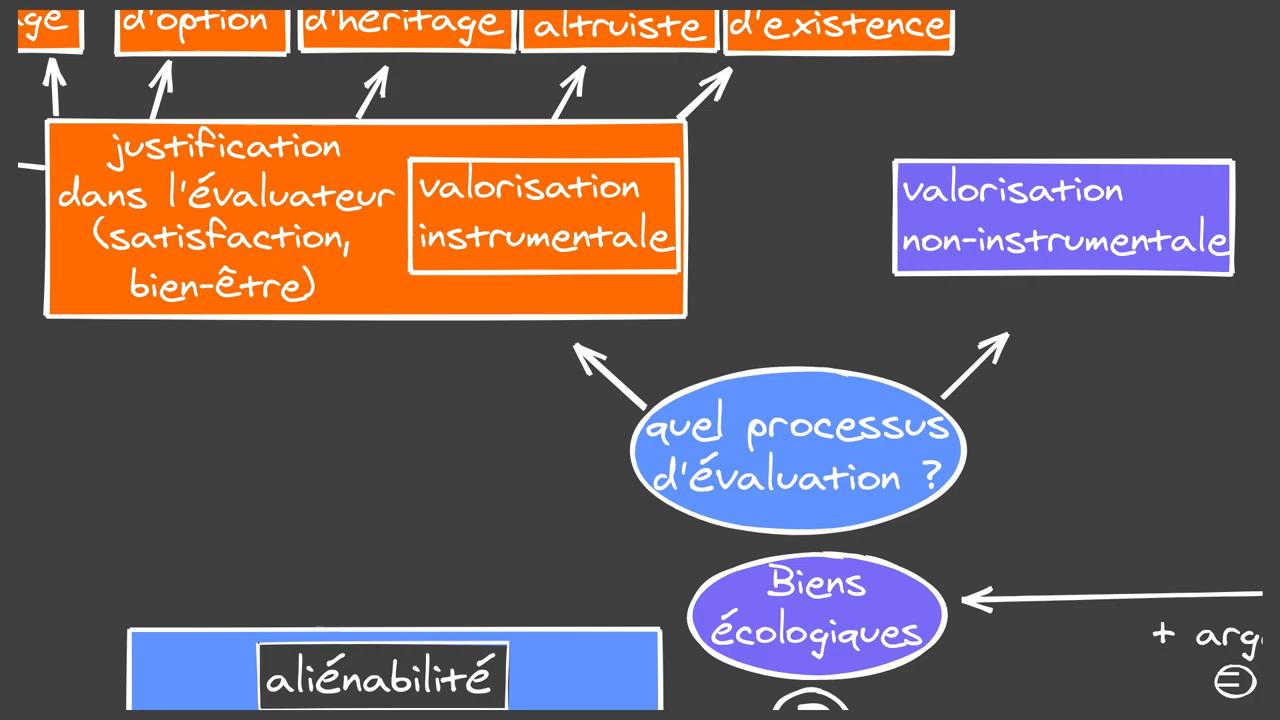 d'option
d'héritage
altruiste
d'existence
justification
dans l'évaluateur
(satisfaction,
bien-être)
valorisation
instrumentale
valorisation
non-instrumentale
quel processus
d'évaluation ?
Biens
écologiques
+ arg
aliénabilité